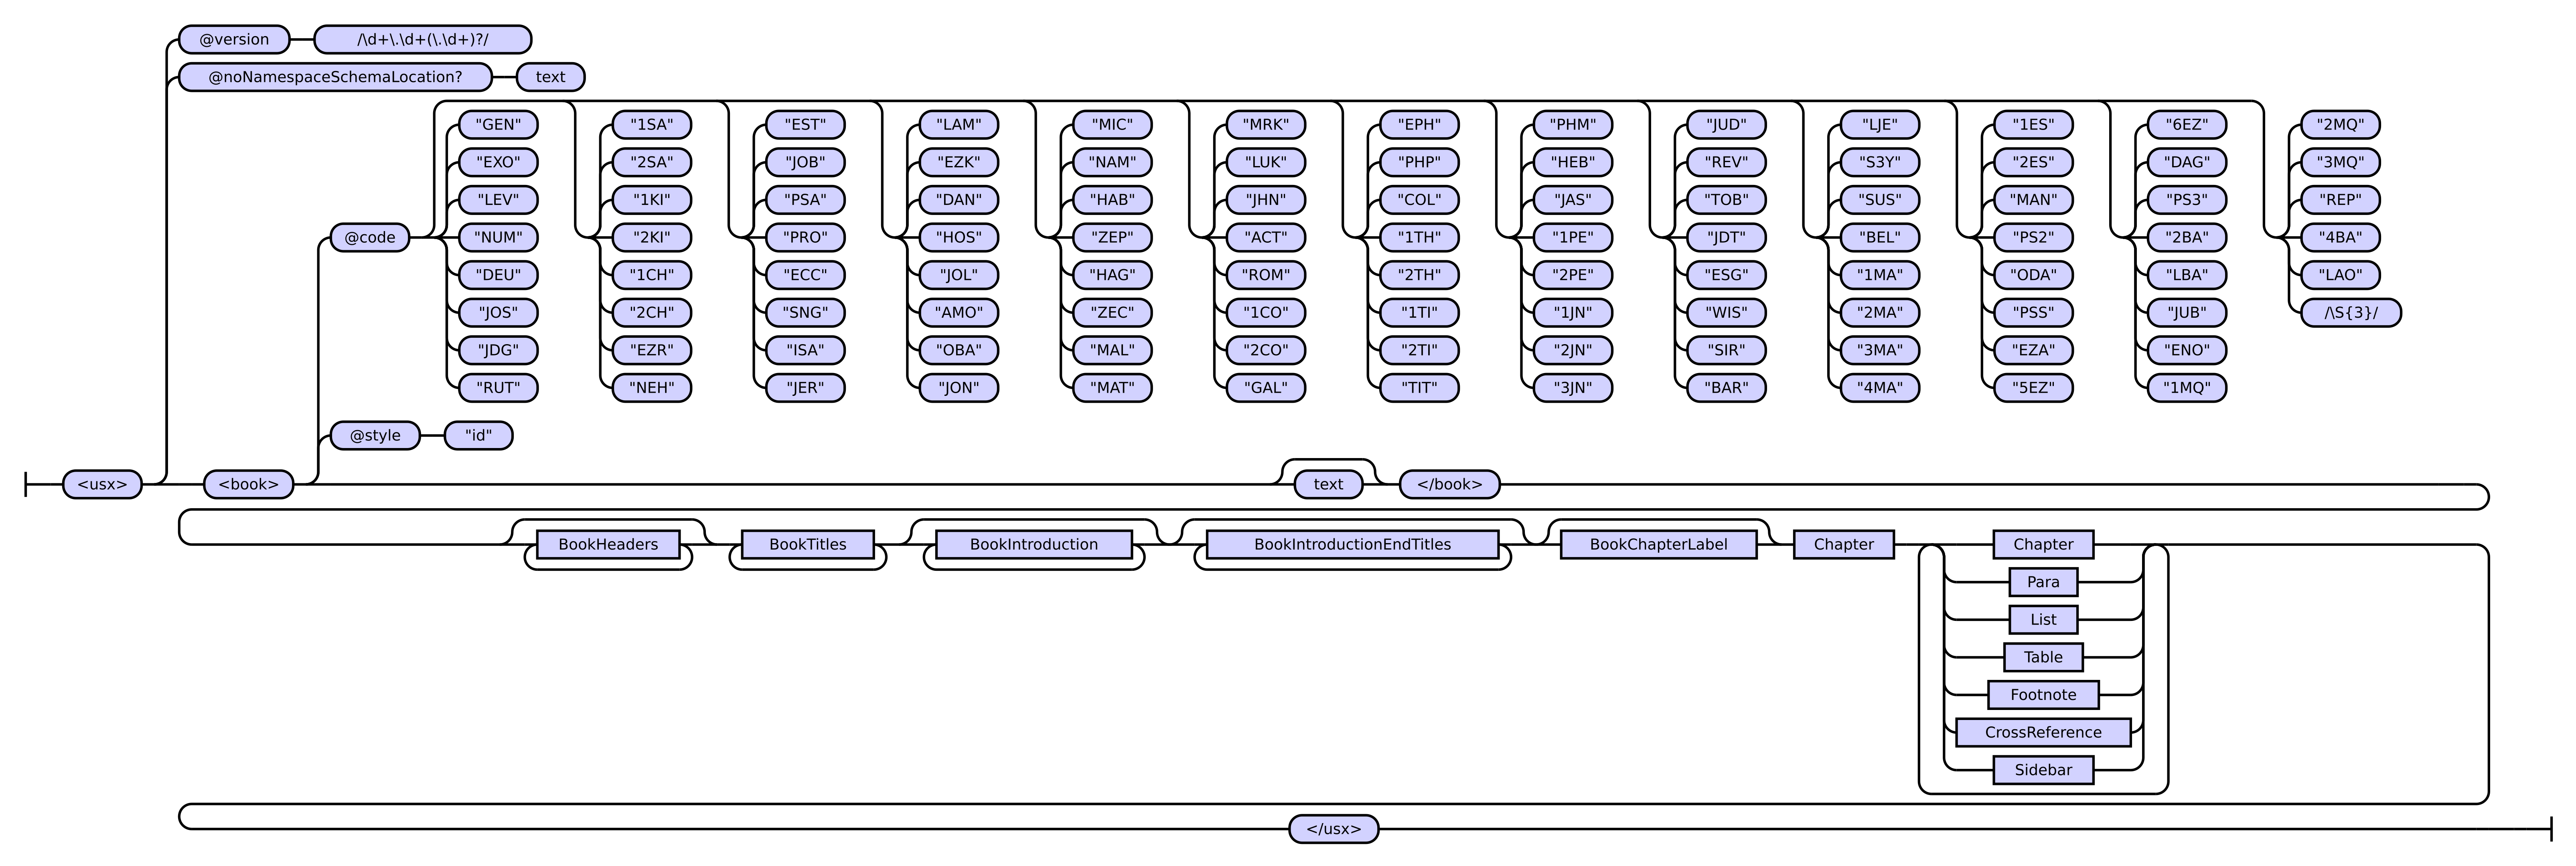 @version /\d+\.\d+(\.\d+)?/
@noNamespaceSchemaLocation? text
"GEN" "1SA" "EST" "LAM" "MIC" "MRK" "EPH" "PHM" "JUD" "LJE" "1ES" "6EZ" "2MQ"
"EXO" "2SA" "JOB" "EZK" "NAM" "LUK" "PHP" "HEB" "REV" "S3Y" "2ES" "DAG" "3MQ"
"LEV" "1KI" "PSA" "DAN" "HAB" "JHN" "COL" "JAS" "TOB" "SUS" "MAN" "PS3" "REP"
@code "NUM" "2KI" "PRO" "HOS" "ZEP" "ACT" "1TH" "1PE" "JDT" "BEL" "PS2" "2BA" "4BA"
"DEU" "1CH" "ECC" "JOL" "HAG" "ROM" "2TH" "2PE" "ESG" "1MA" "ODA" "LBA" "LAO"
"JOS" "2CH" "SNG" "AMO" "ZEC" "1CO" "1TI" "1JN" "WIS" "2MA" "PSS" "JUB" /\S{3}/
"JDG" "EZR" "ISA" "OBA" "MAL" "2CO" "2TI" "2JN" "SIR" "3MA" "EZA" "ENO"
"RUT" "NEH" "JER" "JON" "MAT" "GAL" "TIT" "3JN" "BAR" "4MA" "5EZ" "1MQ"
@style "id"
<usx> <book> text </book>
BookHeaders BookTitles BookIntroduction BookIntroductionEndTitles BookChapterLabel Chapter Chapter
Para
List
Table
Footnote
CrossReference
Sidebar
</usx>